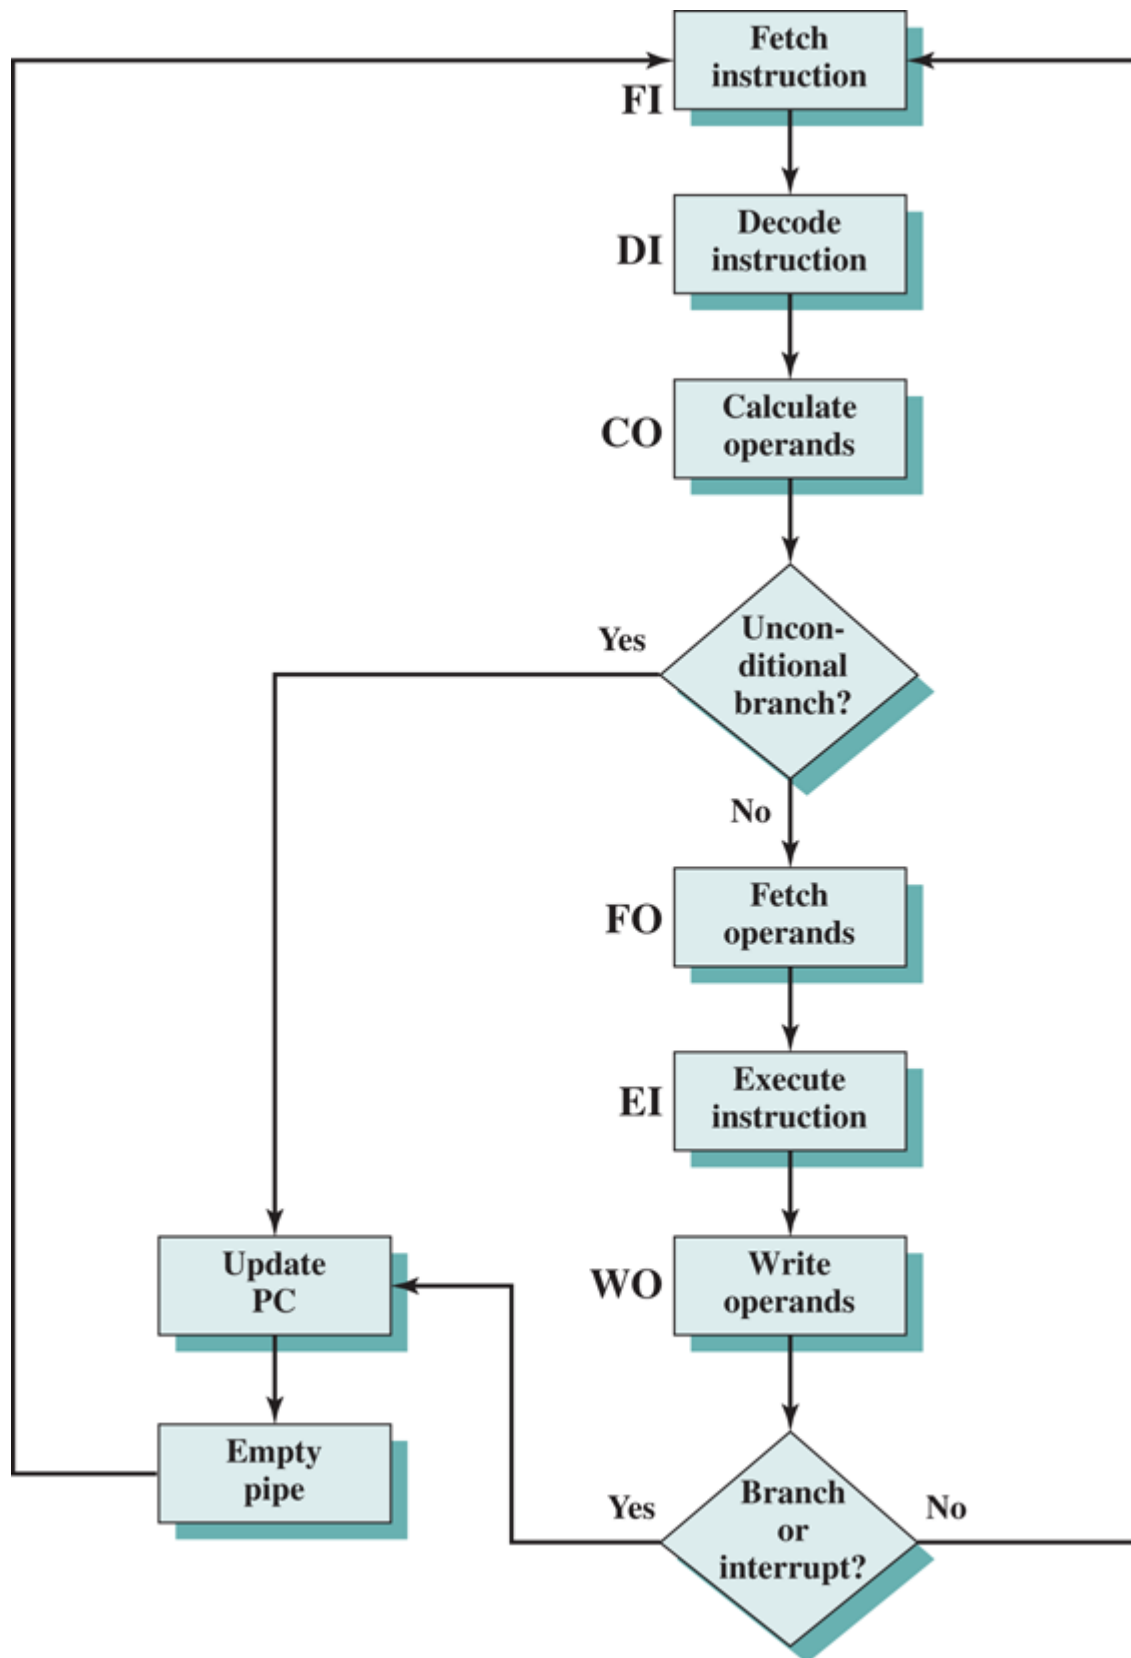 Fetch
instruction
FI
Decode
instruction
DI
Calculate
operands
CO
Uncon-
ditional
branch?
Yes
No
Fetch
operands
FO
Execute
instruction
EI
Write
operands
WO
Update
PC
Empty
pipe
Branch
or
interrupt?
Yes
No